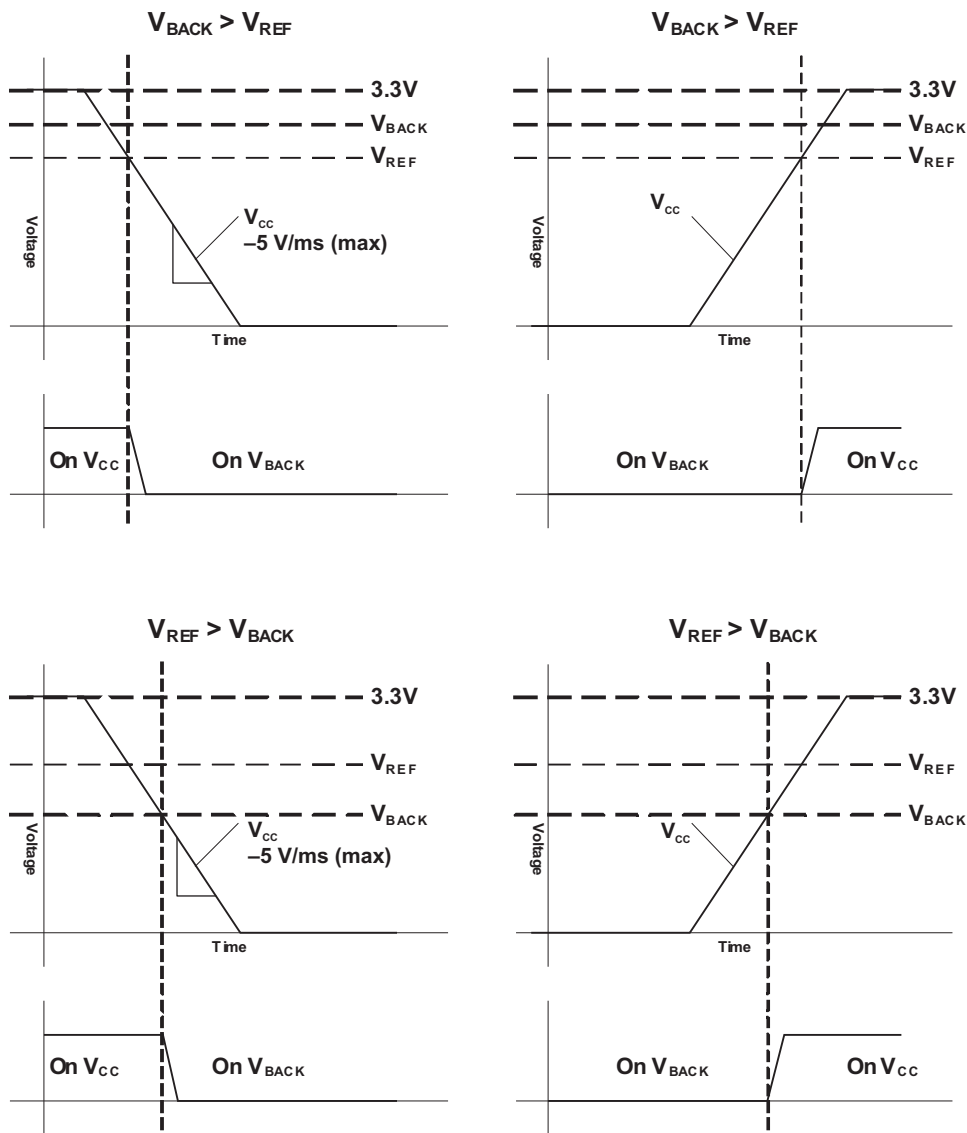 V_BACK > V_REF
3.3V
V_BACK
V_REF
Voltage
V_CC
–5 V/ms (max)
Time
On V_CC
On V_BACK
V_BACK > V_REF
3.3V
V_BACK
V_REF
Voltage
V_CC
Time
On V_BACK
On V_CC
V_REF > V_BACK
3.3V
V_REF
V_BACK
Voltage
V_CC
–5 V/ms (max)
Time
On V_CC
On V_BACK
V_REF > V_BACK
3.3V
V_REF
V_BACK
Voltage
V_CC
Time
On V_BACK
On V_CC